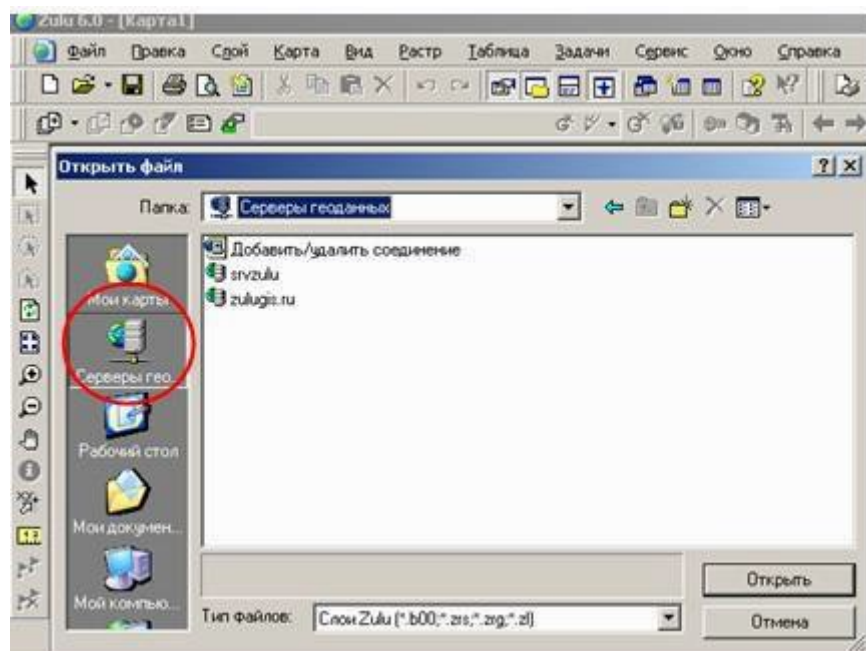 Zulu 6.0 - [Карта1]
Файл Правка Слой Карта Вид Растр Таблица Задачи Сервис Окно Справка
Открыть файл
Папка: Серверы геоданных
Мои карты
Серверы гео...
Рабочий стол
Мои докумен...
Мой компью...
Добавить/удалить соединение
srvzulu
zulugis.ru
Открыть
Тип файлов: Слои Zulu (*.b00;*.zrs;*.zrg;*.zl)
Отмена